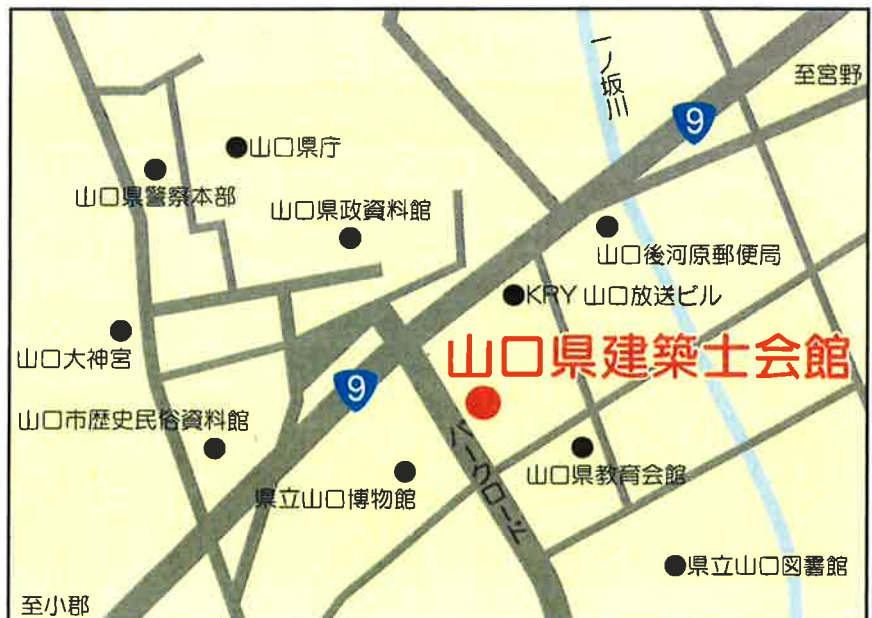 一ノ坂川
至宮野
9
山口県庁
山口県警察本部
山口県政資料館
山口後河原郵便局
KRY 山口放送ビル
山口大神宮
山口県建築士会館
9
山口市歴史民俗資料館
パークロード
山口県教育会館
県立山口博物館
県立山口図書館
至小郡